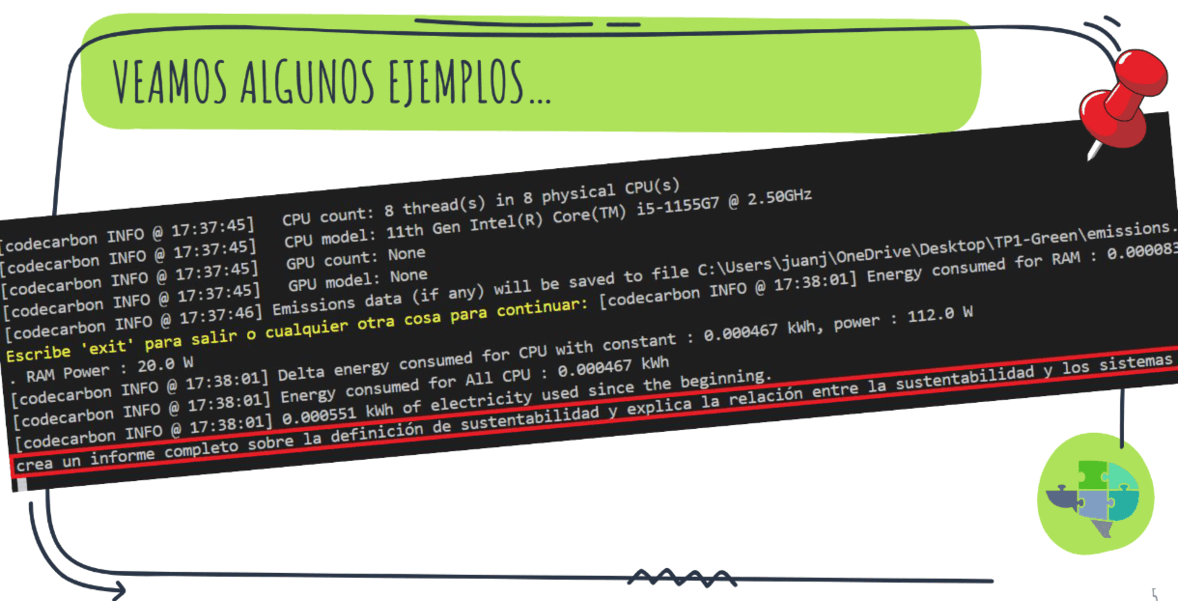 VEAMOS ALGUNOS EJEMPLOS...
[codecarbon INFO @ 17:37:45]   CPU count: 8 thread(s) in 8 physical CPU(s)
[codecarbon INFO @ 17:37:45]   CPU model: 11th Gen Intel(R) Core(TM) i5-1155G7 @ 2.50GHz
[codecarbon INFO @ 17:37:45]   GPU count: None
[codecarbon INFO @ 17:37:45]   GPU model: None
[codecarbon INFO @ 17:37:46] Emissions data (if any) will be saved to file C:\Users\juanj\OneDrive\Desktop\TP1-Green\emissions.
Escribe 'exit' para salir o cualquier otra cosa para continuar: [codecarbon INFO @ 17:38:01] Energy consumed for RAM : 0.000083
. RAM Power : 20.0 W
[codecarbon INFO @ 17:38:01] Delta energy consumed for CPU with constant : 0.000467 kWh, power : 112.0 W
[codecarbon INFO @ 17:38:01] Energy consumed for All CPU : 0.000467 kWh
[codecarbon INFO @ 17:38:01] 0.000551 kWh of electricity used since the beginning.
crea un informe completo sobre la definición de sustentabilidad y explica la relación entre la sustentabilidad y los sistemas
5